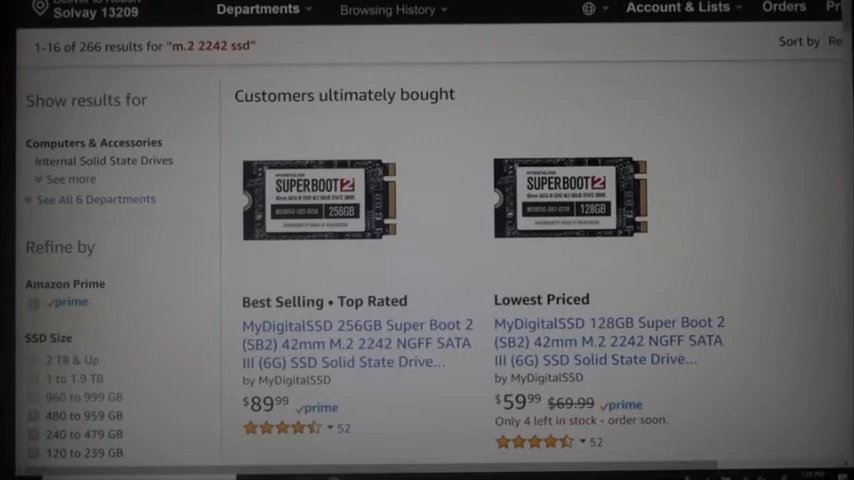 Solvay 13209
Departments
Browsing History
Account & Lists
Orders
1-16 of 266 results for "m.2 2242 ssd"
Sort by
Show results for
Computers & Accessories
Internal Solid State Drives
See more
See All 6 Departments
Refine by
Amazon Prime
prime
SSD Size
2 TB & Up
1 to 1.9 TB
960 to 999 GB
480 to 959 GB
240 to 479 GB
120 to 239 GB
Customers ultimately bought
SUPER BOOT 2
256GB
Best Selling • Top Rated
MyDigitalSSD 256GB Super Boot 2
(SB2) 42mm M.2 2242 NGFF SATA
III (6G) SSD Solid State Drive...
by MyDigitalSSD
$89.99 prime
52
SUPER BOOT 2
128GB
Lowest Priced
MyDigitalSSD 128GB Super Boot 2
(SB2) 42mm M.2 2242 NGFF SATA
III (6G) SSD Solid State Drive...
by MyDigitalSSD
$59.99 $69.99 prime
Only 4 left in stock - order soon.
52